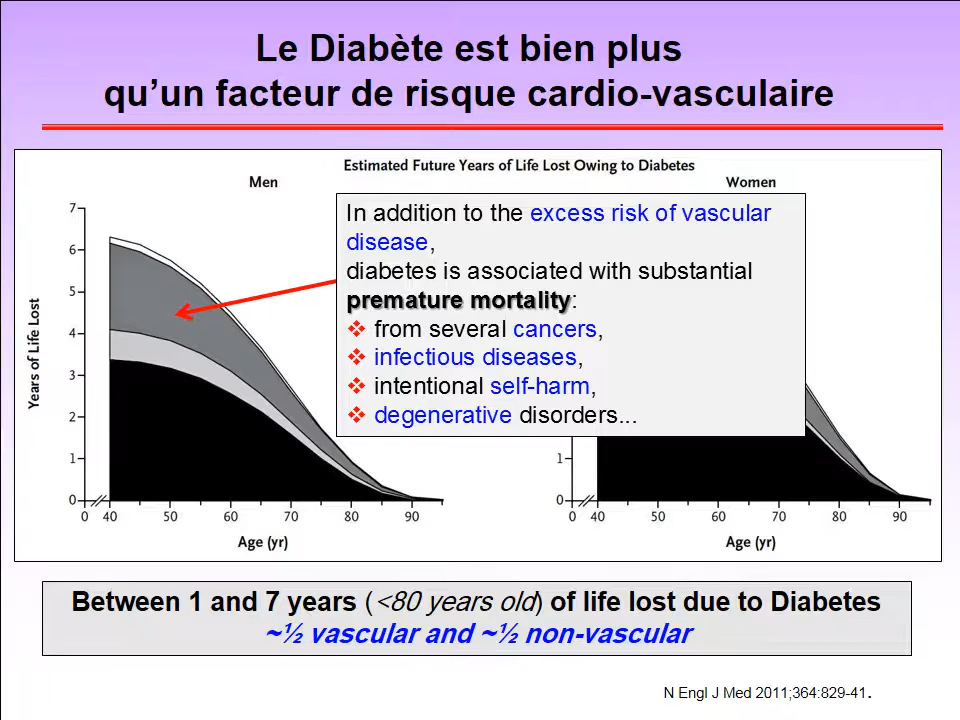 Le Diabète est bien plus
qu'un facteur de risque cardio-vasculaire
Estimated Future Years of Life Lost Owing to Diabetes
Men
Women
In addition to the excess risk of vascular
disease,
diabetes is associated with substantial
premature mortality:
❖ from several cancers,
❖ infectious diseases,
❖ intentional self-harm,
❖ degenerative disorders...
Years of Life Lost
7
6
5
4
3
2
1
0
0 40 50 60 70 80 90
Age (yr)
1
0
0 40 50 60 70 80 90
Age (yr)
Between 1 and 7 years (<80 years old) of life lost due to Diabetes
~½ vascular and ~½ non-vascular
N Engl J Med 2011;364:829-41.